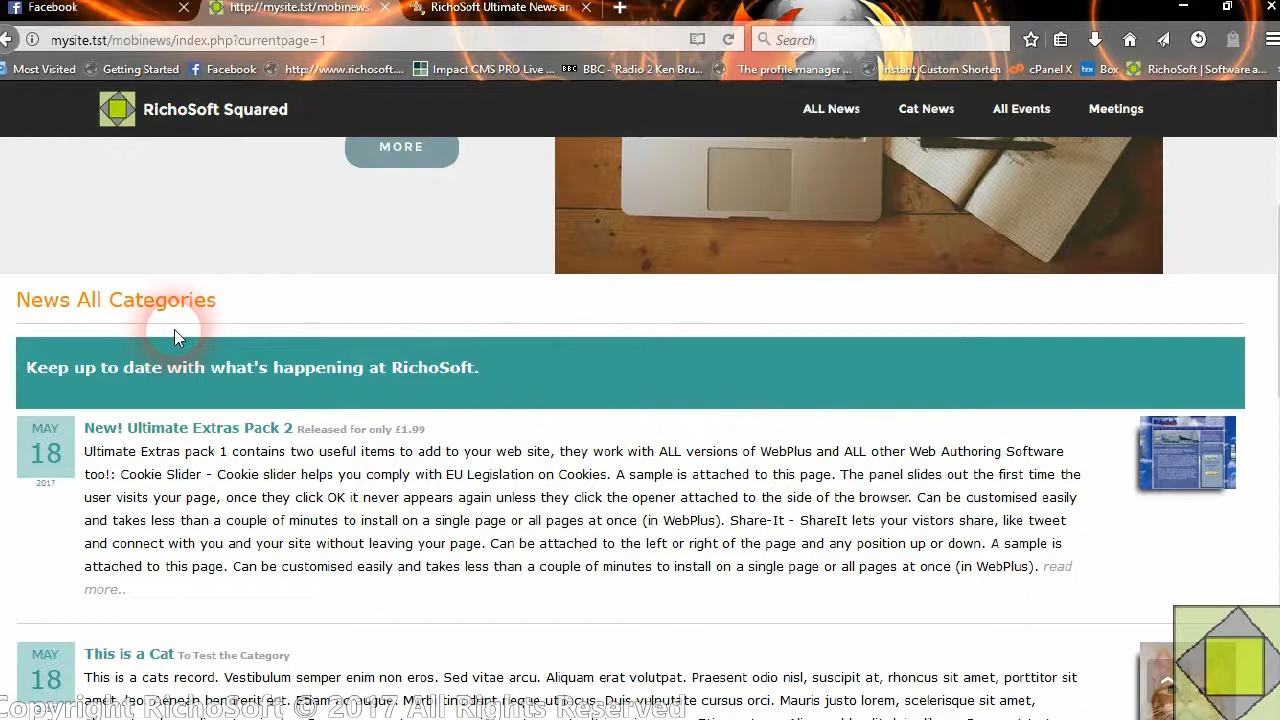 Facebook
http://mysite.tst/mobinews
RichoSoft Ultimate News an
mysite.tst/mobinews/index.php?currentpage=1
Search
Most Visited Getting Started Facebook http://www.richosoft.... Impact CMS PRO Live ... BBC - Radio 2 Ken Bru... The profile manager ... Instant Custom Shorten cPanel X Box RichoSoft | Software a...
RichoSoft Squared
ALL News Cat News All Events Meetings
MORE
News All Categories
Keep up to date with what's happening at RichoSoft.
MAY
18
2017
New! Ultimate Extras Pack 2 Released for only £1.99
Ultimate Extras pack 1 contains two useful items to add to your web site, they work with ALL versions of WebPlus and ALL other Web Authoring Software
too!: Cookie Slider - Cookie slider helps you comply with EU Legislation on Cookies. A sample is attached to this page. The panel slides out the first time the
user visits your page, once they click OK it never appears again unless they click the opener attached to the side of the browser. Can be customised easily
and takes less than a couple of minutes to install on a single page or all pages at once (in WebPlus). Share-It - ShareIt lets your vistors share, like tweet
and connect with you and your site without leaving your page. Can be attached to the left or right of the page and any position up or down. A sample is
attached to this page. Can be customised easily and takes less than a couple of minutes to install on a single page or all pages at once (in WebPlus). read
more..
MAY
18
This is a Cat To Test the Category
This is a cats record. Vestibulum semper enim non eros. Sed vitae arcu. Aliquam erat volutpat. Praesent odio nisl, suscipit at, rhoncus sit amet, porttitor sit
Copyright RichoSoft © 2017 All Rights Reserved